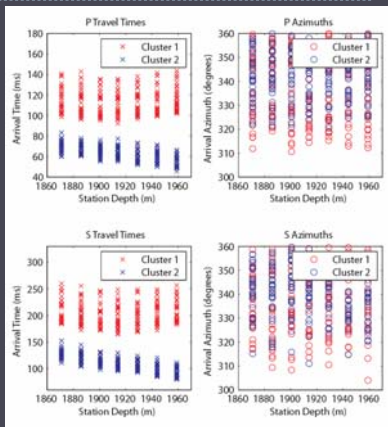 P Travel Times
180
160
140
120
100
80
60
40
Arrival Time (ms)
Cluster 1
Cluster 2
1860 1880 1900 1920 1940 1960
Station Depth (m)
P Azimuths
360
350
340
330
320
310
300
Arrival Azimuth (degrees)
Cluster 1
Cluster 2
1860 1880 1900 1920 1940 1960
Station Depth (m)
S Travel Times
300
250
200
150
100
Arrival Time (ms)
Cluster 1
Cluster 2
1860 1880 1900 1920 1940 1960
Station Depth (m)
S Azimuths
360
350
340
330
320
310
300
Arrival Azimuth (degrees)
Cluster 1
Cluster 2
1860 1880 1900 1920 1940 1960
Station Depth (m)